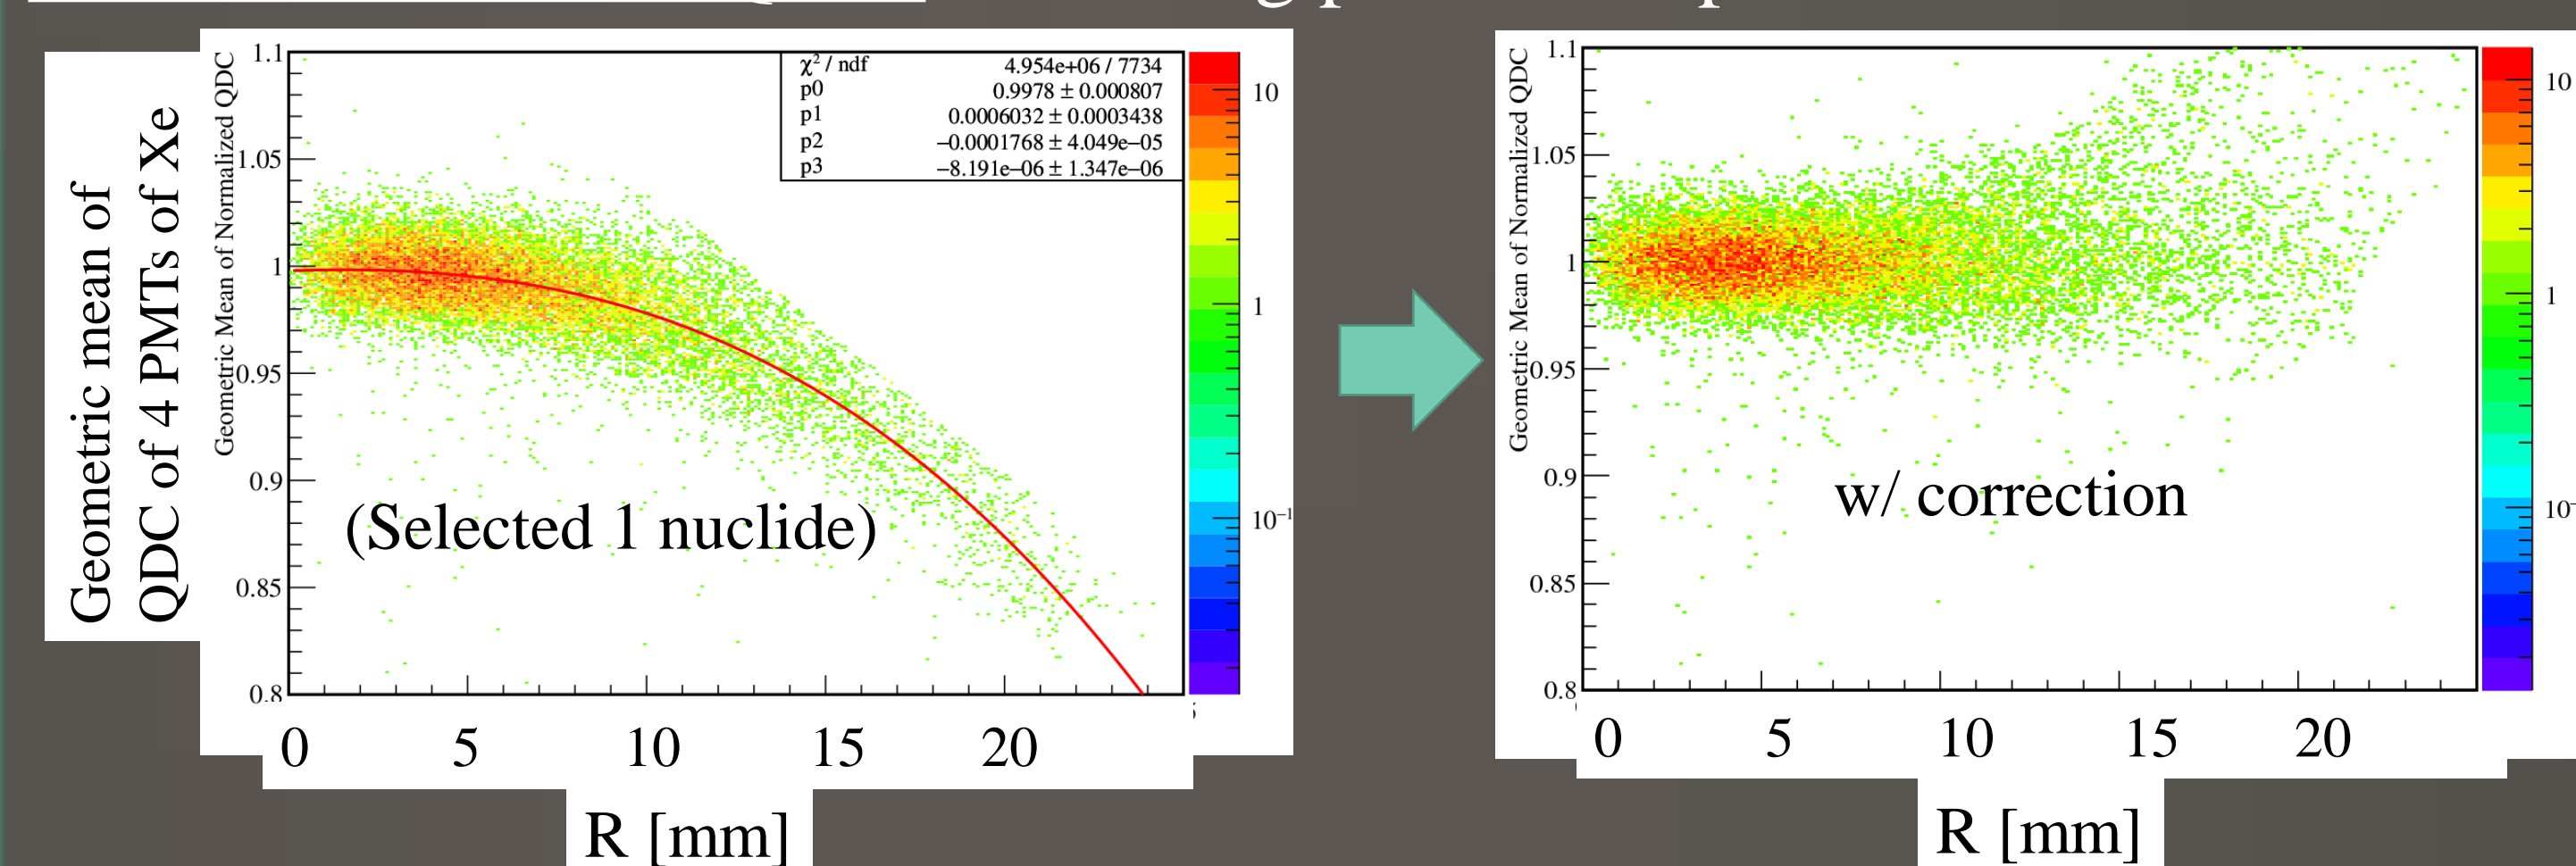 Geometric mean of
QDC of 4 PMTs of Xe
Geometric Mean of Normalized QDC
1.1
1.05
1
0.95
0.9
0.85
0.8
χ² / ndf 4.954e+06 / 7734
p0 0.9978 ± 0.000807
p1 0.0006032 ± 0.0003438
p2 −0.0001768 ± 4.049e−05
p3 −8.191e−06 ± 1.347e−06
(Selected 1 nuclide)
10
1
10⁻¹
0 5 10 15 20
R [mm]
Geometric Mean of Normalized QDC
1.1
1.05
1
0.95
0.9
0.85
0.8
w/ correction
10
1
0 5 10 15 20
R [mm]